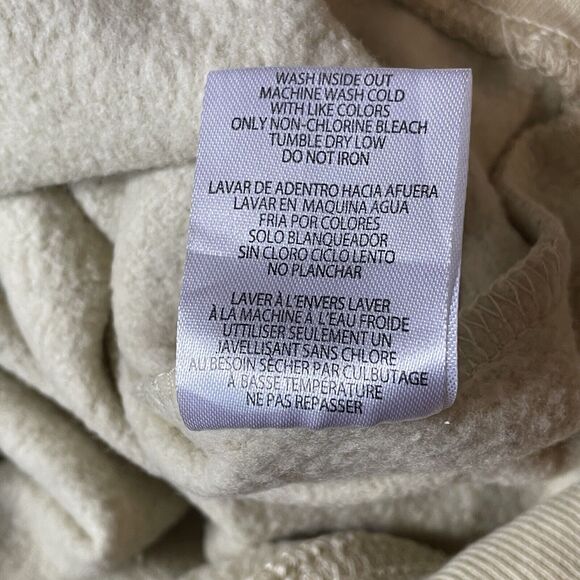 WASH INSIDE OUT
MACHINE WASH COLD
WITH LIKE COLORS
ONLY NON-CHLORINE BLEACH
TUMBLE DRY LOW
DO NOT IRON
LAVAR DE ADENTRO HACIA AFUERA
LAVAR EN MAQUINA AGUA
FRIA POR COLORES
SOLO BLANQUEADOR
SIN CLORO CICLO LENTO
NO PLANCHAR
LAVER À L'ENVERS LAVER
À LA MACHINE À L'EAU FROIDE
UTTILISER SEULEMENT UN
JAVELLISANT SANS CHLORE
AU BESOIN SÉCHER PAR CULBUTAGE
À BASSE TEMPÉRATURE
NE PAS REPASSER